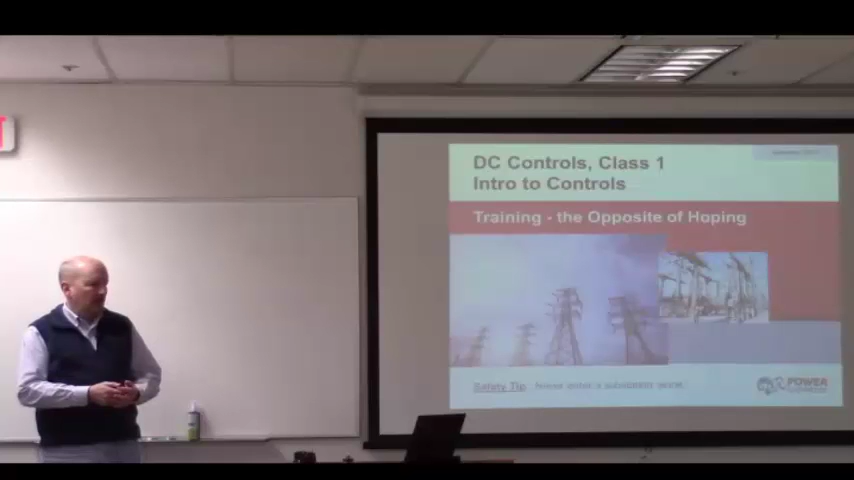 DC Controls, Class 1
Intro to Controls
Training - the Opposite of Hoping
Safety Tip
POWER